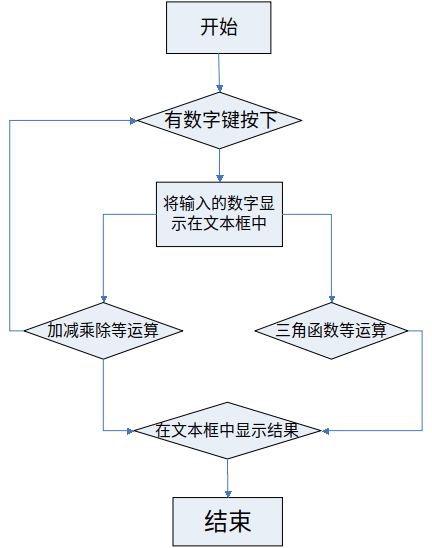 开始
有数字键按下
将输入的数字显
示在文本框中
加减乘除等运算
三角函数等运算
在文本框中显示结果
结束